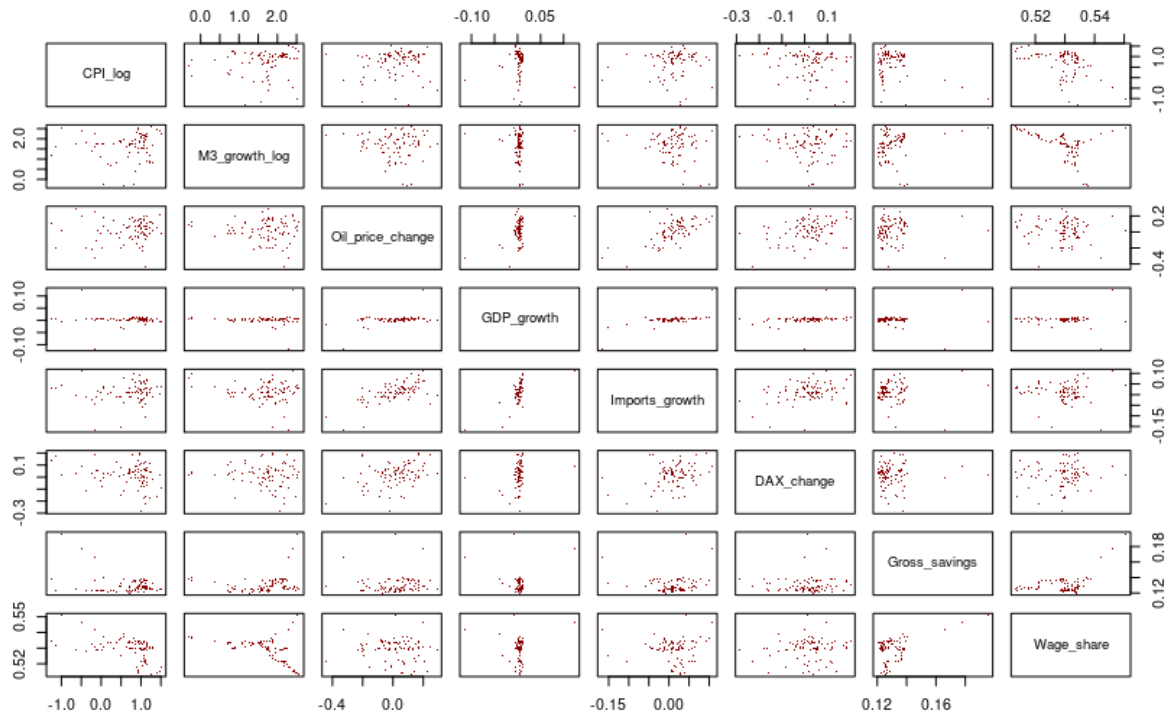 0.0 1.0 2.0 -0.10 0.05 -0.3 -0.1 0.1 0.52 0.54
CPI_log -1.0 1.0
0.0 2.0 M3_growth_log
Oil_price_change -0.4 0.2
-0.10 0.10 GDP_growth
Imports_growth -0.15 0.10
-0.3 0.1 DAX_change
Gross_savings 0.12 0.18
0.52 0.55 Wage_share
-1.0 0.0 1.0 -0.4 0.0 -0.15 0.00 0.12 0.16